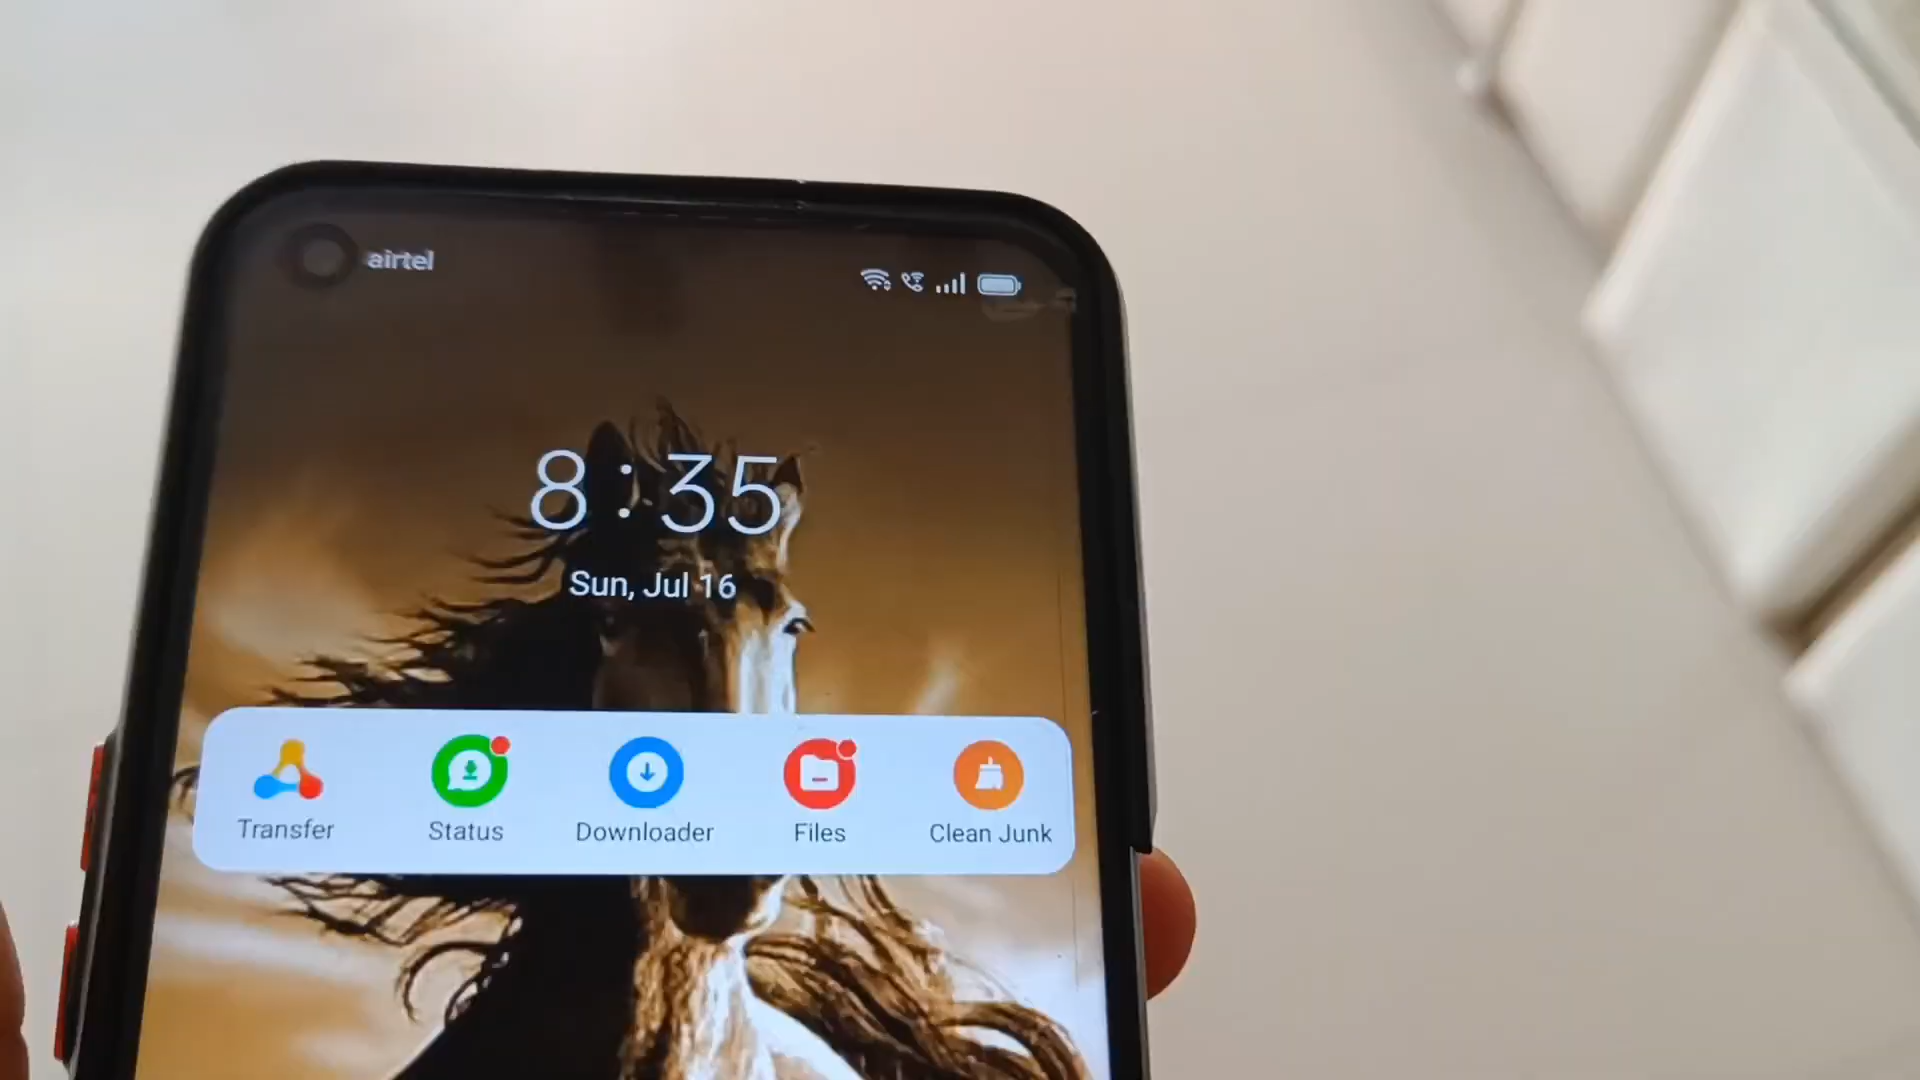 airtel
8:35
Sun, Jul 16
Transfer
Status
Downloader
Files
Clean Junk